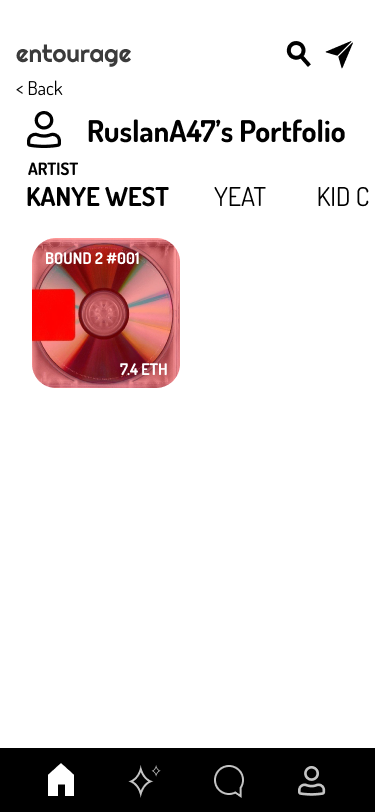 entourage
< Back
RuslanA47’s Portfolio
ARTIST
KANYE WEST YEAT KID C
BOUND 2 #001
7.4 ETH